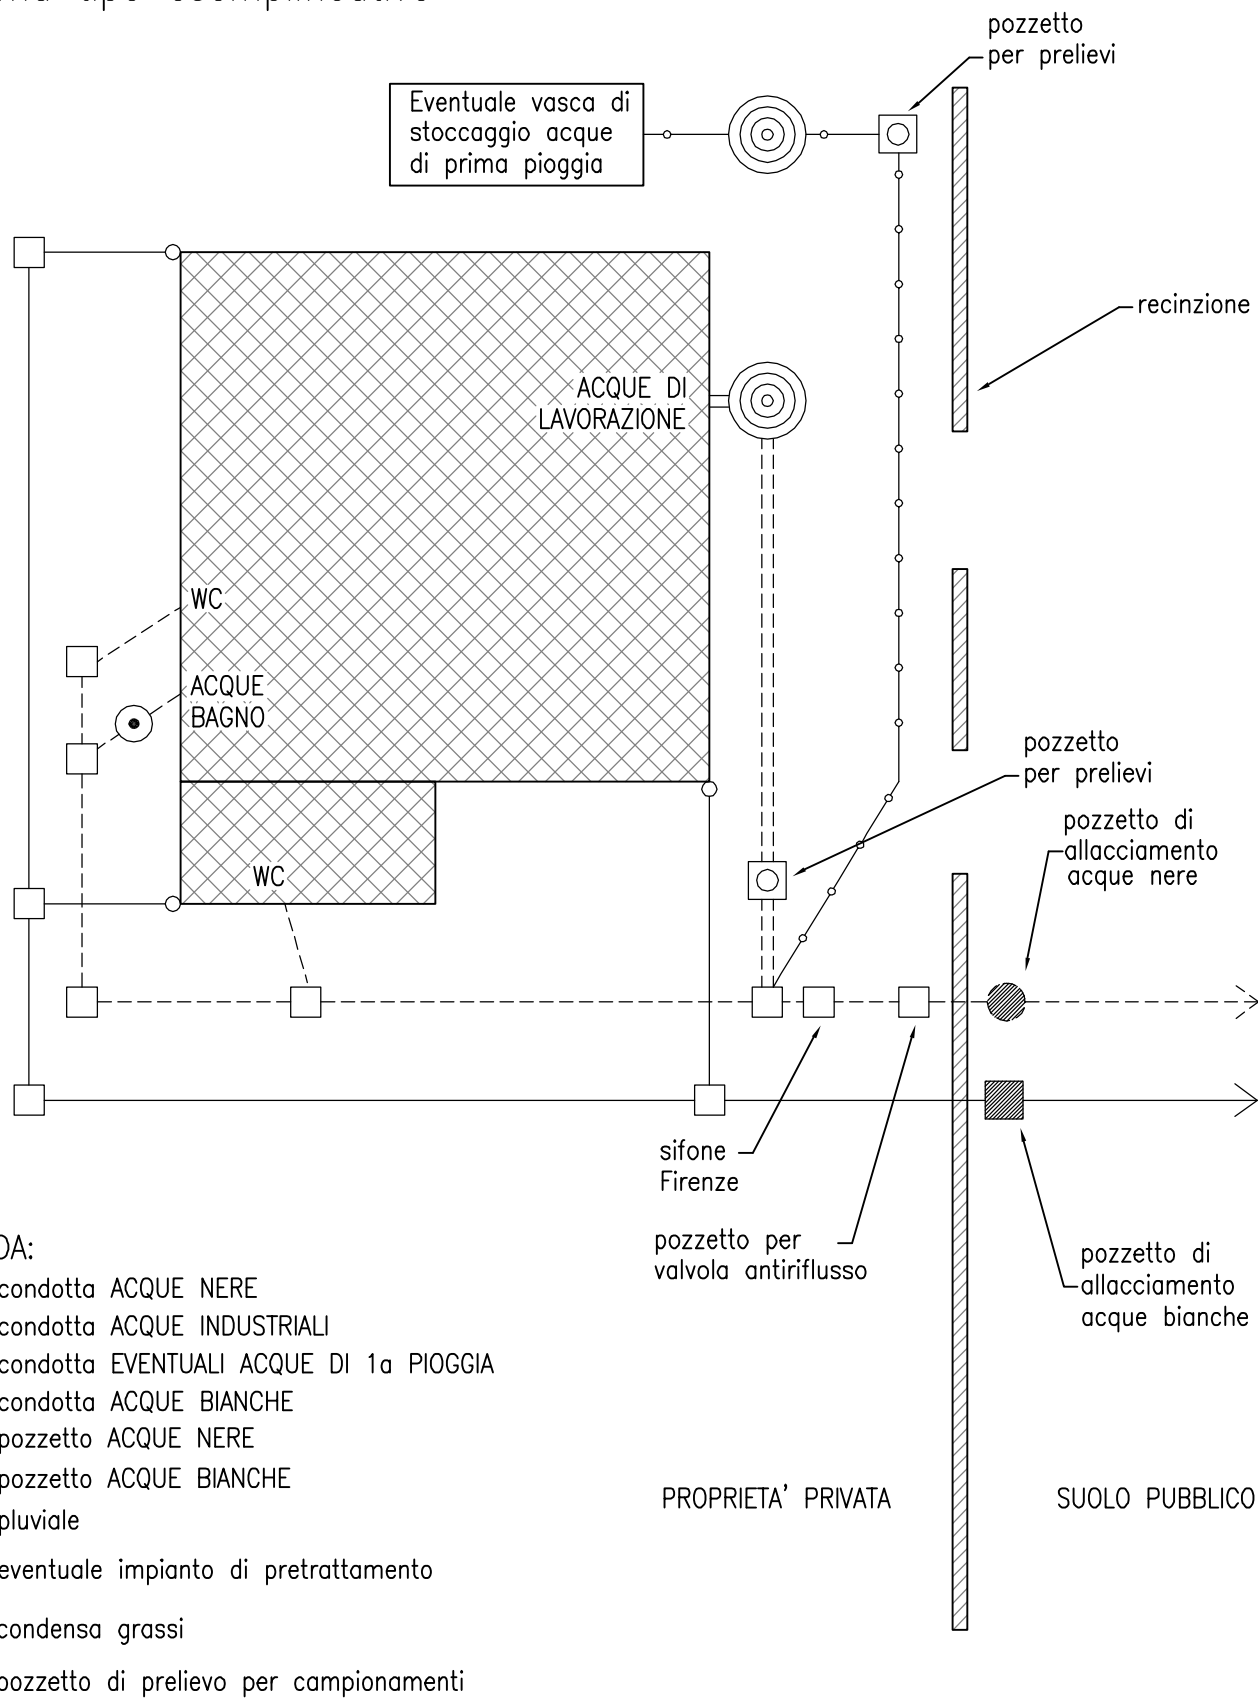 tipo
pozzetto
per prelievi
Eventuale vasca di
stoccaggio acque
di prima pioggia
recinzione
ACQUE DI
LAVORAZIONE
WC
ACQUE
BAGNO
pozzetto
per prelievi
pozzetto di
allacciamento
acque nere
WC
sifone
Firenze
pozzetto per
valvola antiriflusso
pozzetto di
allacciamento
acque bianche
DA:
condotta ACQUE NERE
condotta ACQUE INDUSTRIALI
condotta EVENTUALI ACQUE DI 1a PIOGGIA
condotta ACQUE BIANCHE
pozzetto ACQUE NERE
pozzetto ACQUE BIANCHE
pluviale
eventuale impianto di pretrattamento
condensa grassi
pozzetto di prelievo per campionamenti
PROPRIETA' PRIVATA
SUOLO PUBBLICO